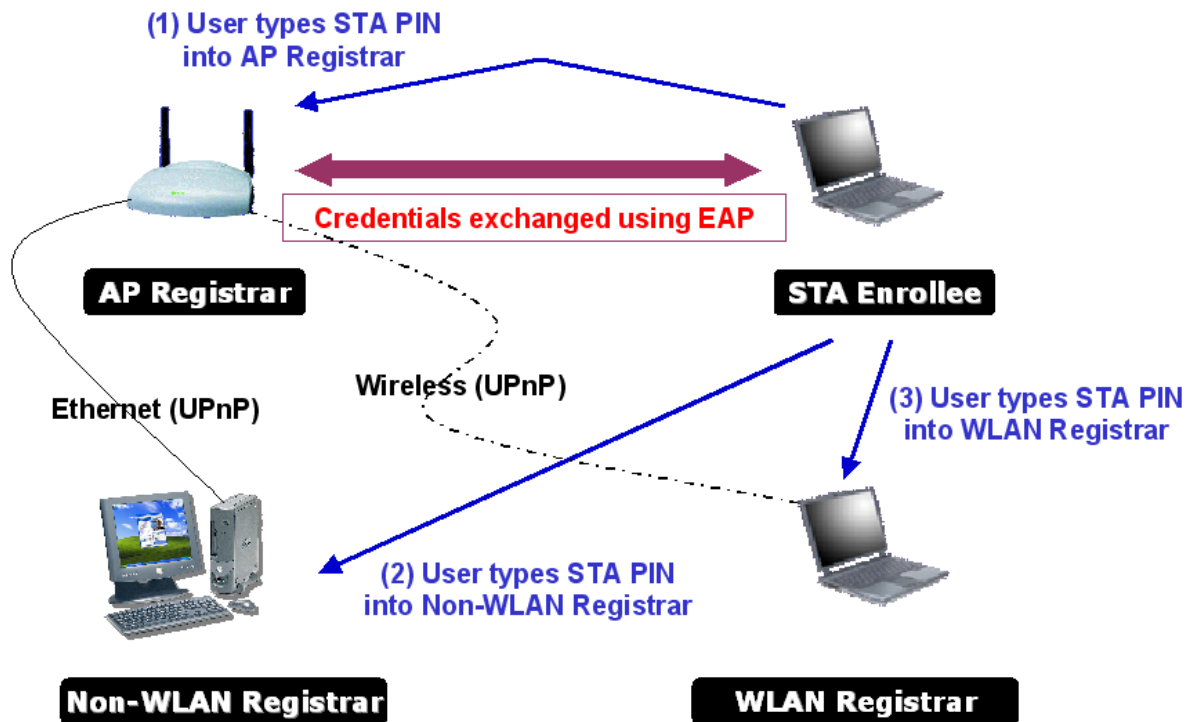 (1) User types STA PIN
into AP Registrar
Credentials exchanged using EAP
AP Registrar
STA Enrollee
Wireless (UPnP)
Ethernet (UPnP)
(3) User types STA PIN
into WLAN Registrar
(2) User types STA PIN
into Non-WLAN Registrar
Non-WLAN Registrar
WLAN Registrar